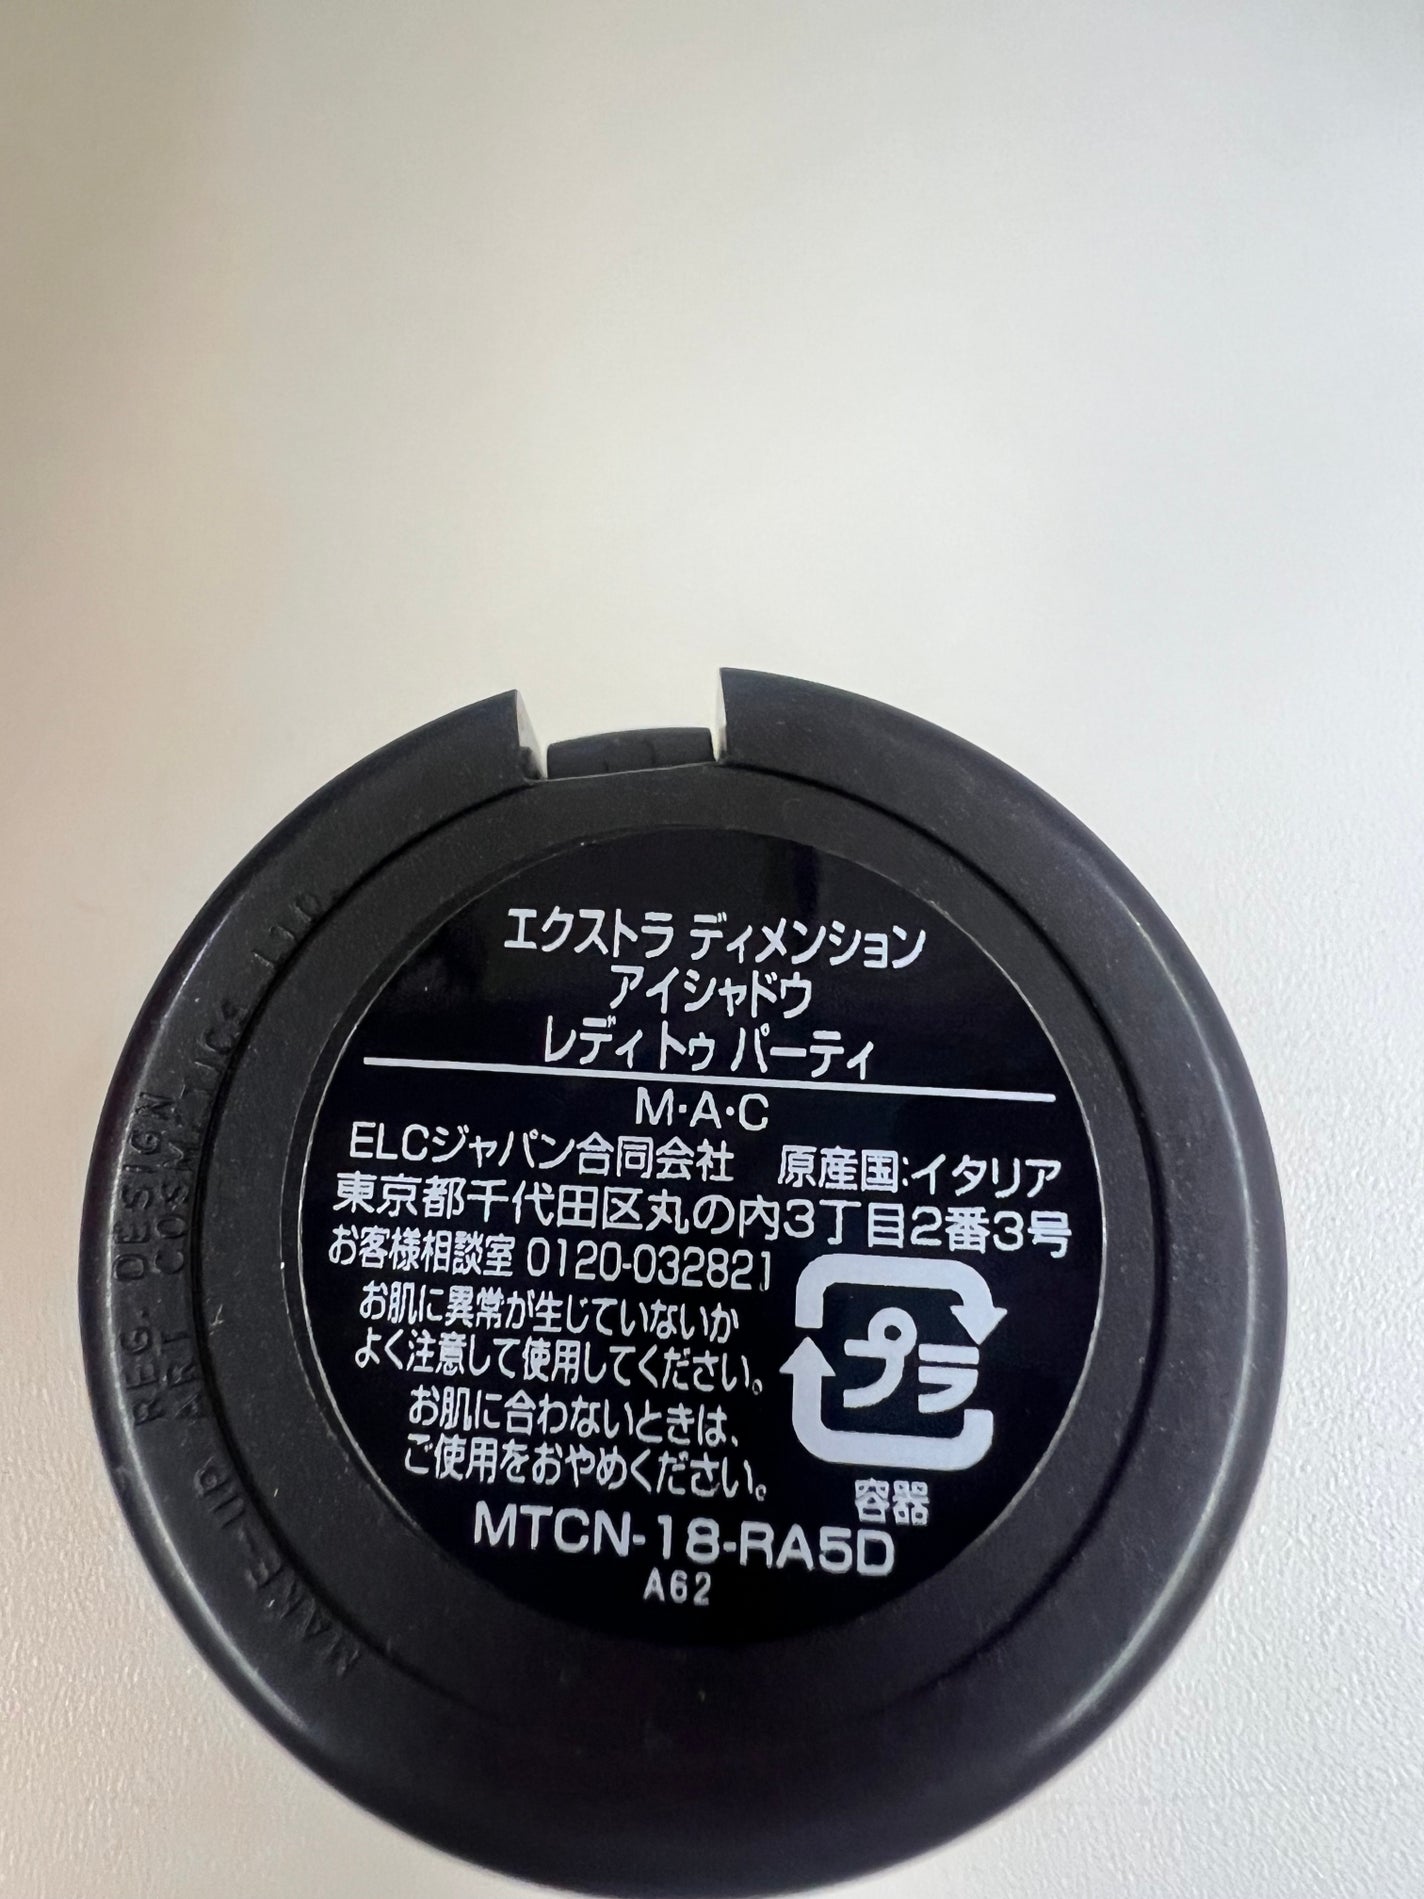 エクストラ ディメンション
アイシャドウ
レディ トゥ パーティ
M·A·C
ELCジャパン合同会社　原産国:イタリア
東京都千代田区丸の内3丁目2番3号
お客様相談室 0120-032821
お肌に異常が生じていないか
よく注意して使用してください。
お肌に合わないときは、
ご使用をおやめください。
プラ
容器
MTCN-18-RA5D
A62
REG. DESIGN
MAKE-UP ART COSMETICS LTD